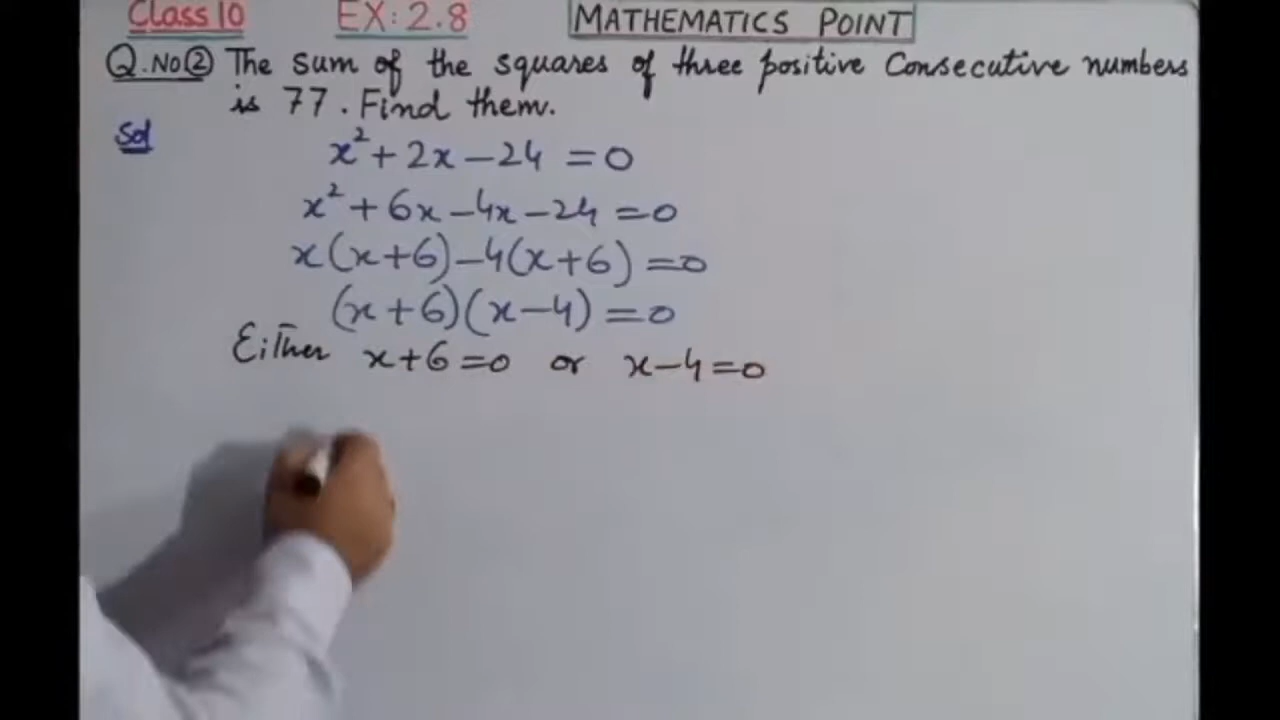 Class 10 EX: 2.8 MATHEMATICS POINT
Q.NO② The sum of the squares of three positive Consecutive numbers
is 77. Find them.
Sol
x² + 2x - 24 = 0
x² + 6x - 4x - 24 = 0
x(x+6) - 4(x+6) = 0
(x+6)(x-4) = 0
Either x+6=0 or x-4=0